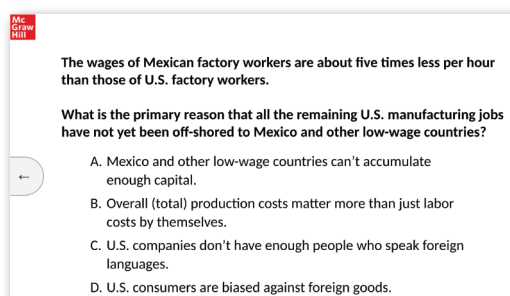 Mc
Graw
Hill
The wages of Mexican factory workers are about five times less per hour
than those of U.S. factory workers.
What is the primary reason that all the remaining U.S. manufacturing jobs
have not yet been off-shored to Mexico and other low-wage countries?
A. Mexico and other low-wage countries can't accumulate
enough capital.
B. Overall (total) production costs matter more than just labor
costs by themselves.
C. U.S. companies don't have enough people who speak foreign
languages.
D. U.S. consumers are biased against foreign goods.